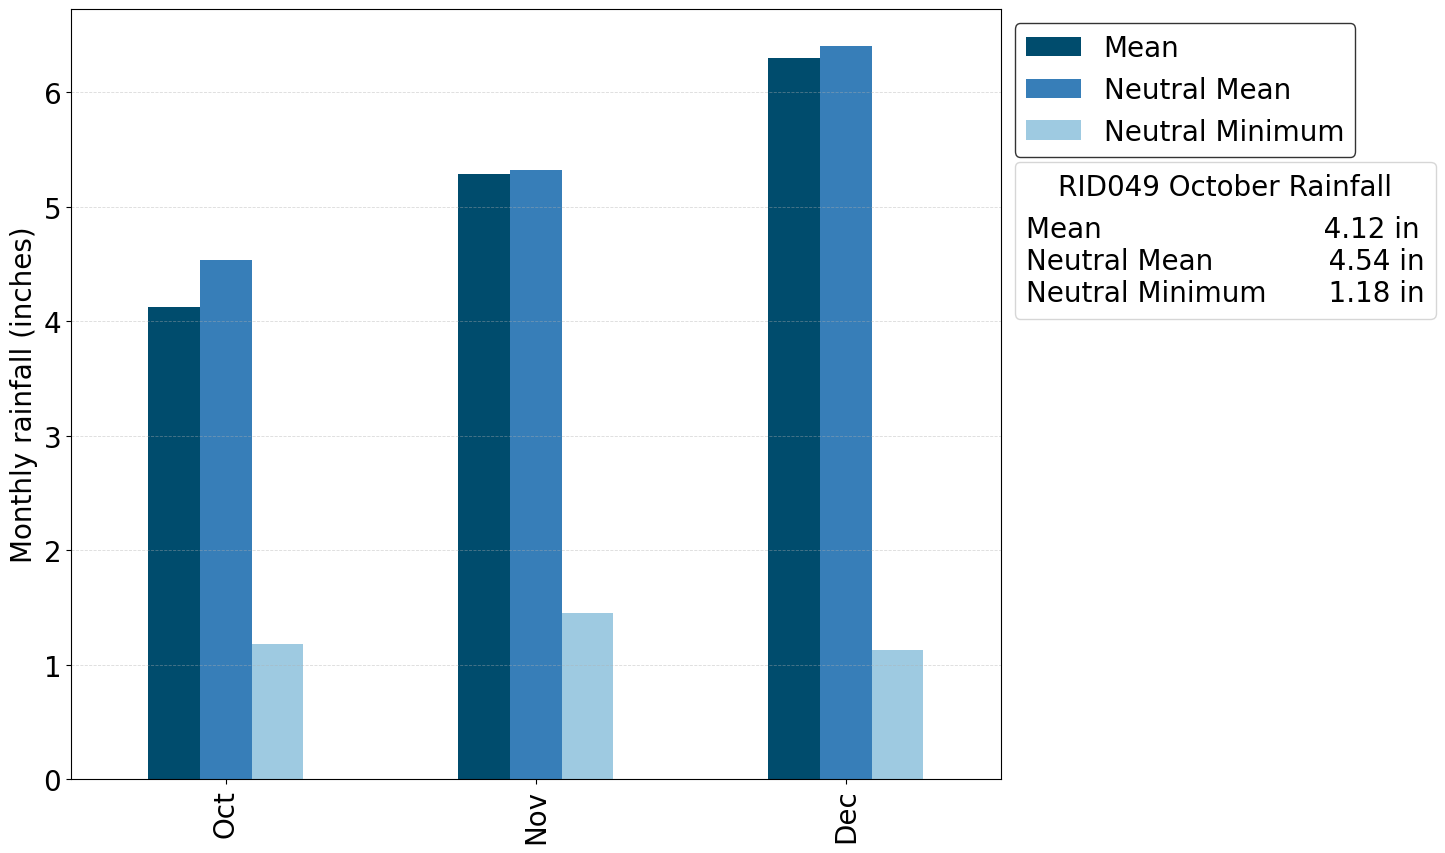 Monthly rainfall (inches)
6
5
4
3
2
1
0
Oct
Nov
Dec
Mean
Neutral Mean
Neutral Minimum
RID049 October Rainfall
Mean 4.12 in
Neutral Mean 4.54 in
Neutral Minimum 1.18 in